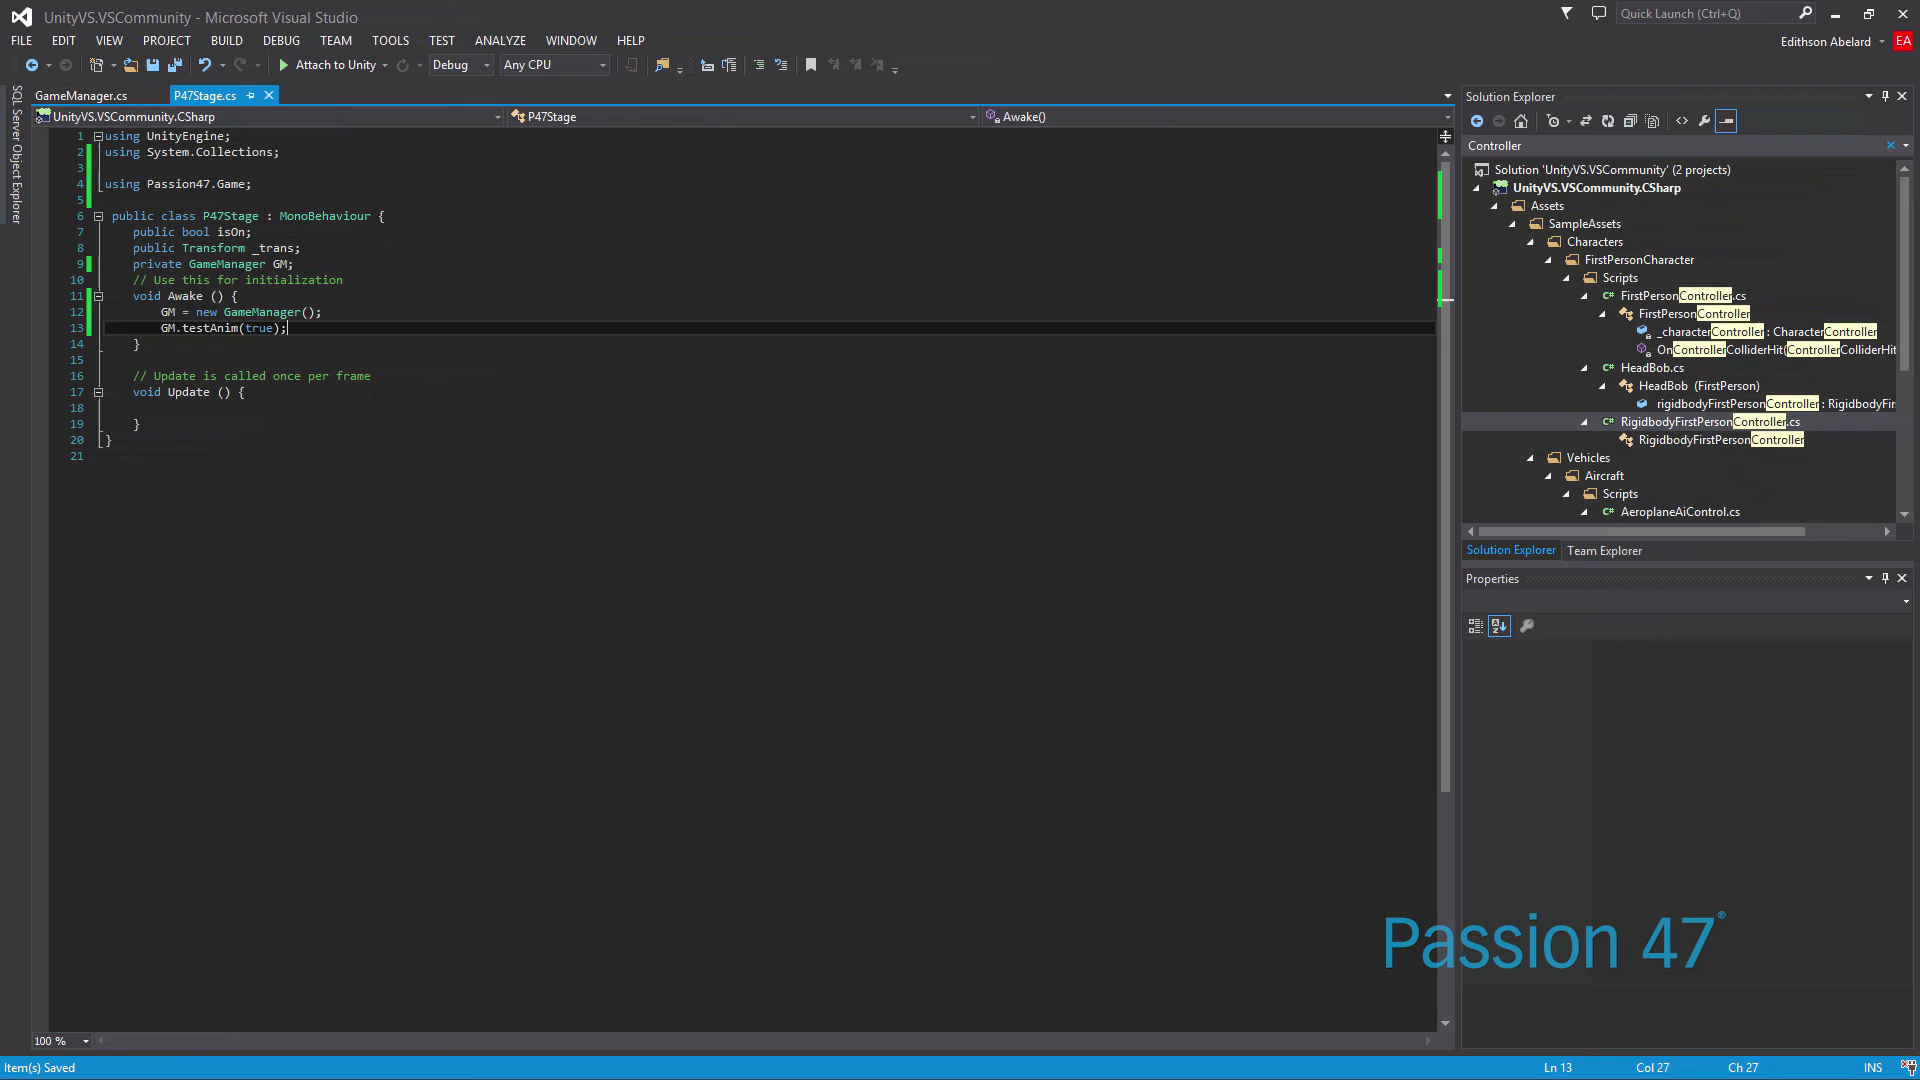 UnityVS.VSCommunity - Microsoft Visual Studio
Quick Launch (Ctrl+Q)
FILE EDIT VIEW PROJECT BUILD DEBUG TEAM TOOLS TEST ANALYZE WINDOW HELP
Edithson Abelard EA
Attach to Unity Debug Any CPU
SQL Server Object Explorer
GameManager.cs P47Stage.cs
UnityVS.VSCommunity.CSharp P47Stage Awake()
1 using UnityEngine;
2 using System.Collections;
3
4 using Passion47.Game;
5
6 public class P47Stage : MonoBehaviour {
7 public bool isOn;
8 public Transform _trans;
9 private GameManager GM;
10 // Use this for initialization
11 void Awake () {
12 GM = new GameManager();
13 GM.testAnim(true);
14 }
15
16 // Update is called once per frame
17 void Update () {
18
19 }
20 }
21
100 %
Solution Explorer
Controller
Solution 'UnityVS.VSCommunity' (2 projects)
UnityVS.VSCommunity.CSharp
Assets
SampleAssets
Characters
FirstPersonCharacter
Scripts
C# FirstPersonController.cs
FirstPersonController
_characterController : CharacterController
OnControllerColliderHit(ControllerColliderHit
C# HeadBob.cs
HeadBob (FirstPerson)
rigidbodyFirstPersonController : RigidbodyFir
C# RigidbodyFirstPersonController.cs
RigidbodyFirstPersonController
Vehicles
Aircraft
Scripts
C# AeroplaneAiControl.cs
Solution Explorer Team Explorer
Properties
Passion 47®
Item(s) Saved Ln 13 Col 27 Ch 27 INS